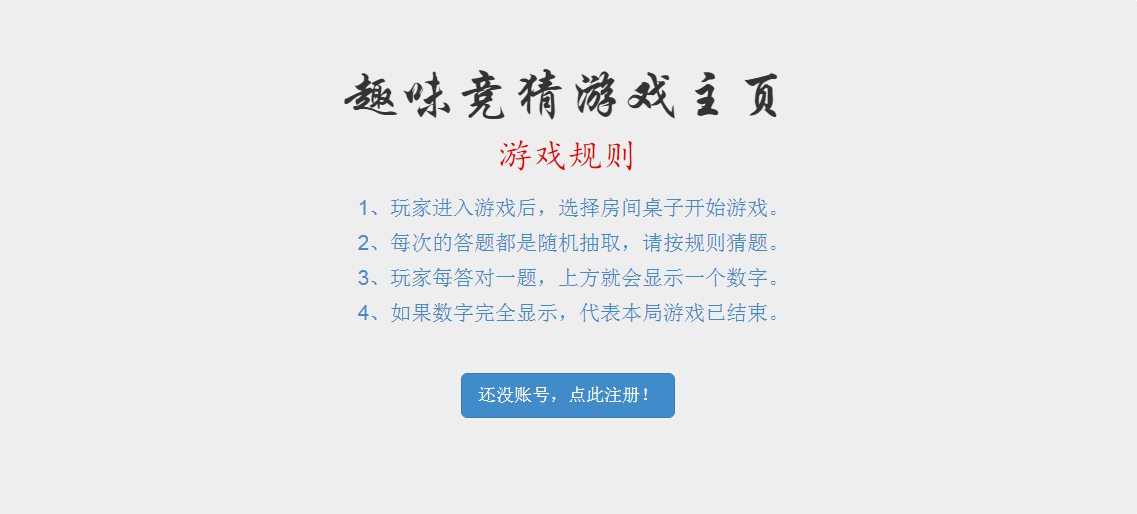 趣味竞猜游戏主页
游戏规则
1、玩家进入游戏后，选择房间桌子开始游戏。
2、每次的答题都是随机抽取，请按规则猜题。
3、玩家每答对一题，上方就会显示一个数字。
4、如果数字完全显示，代表本局游戏已结束。
还没账号，点此注册！